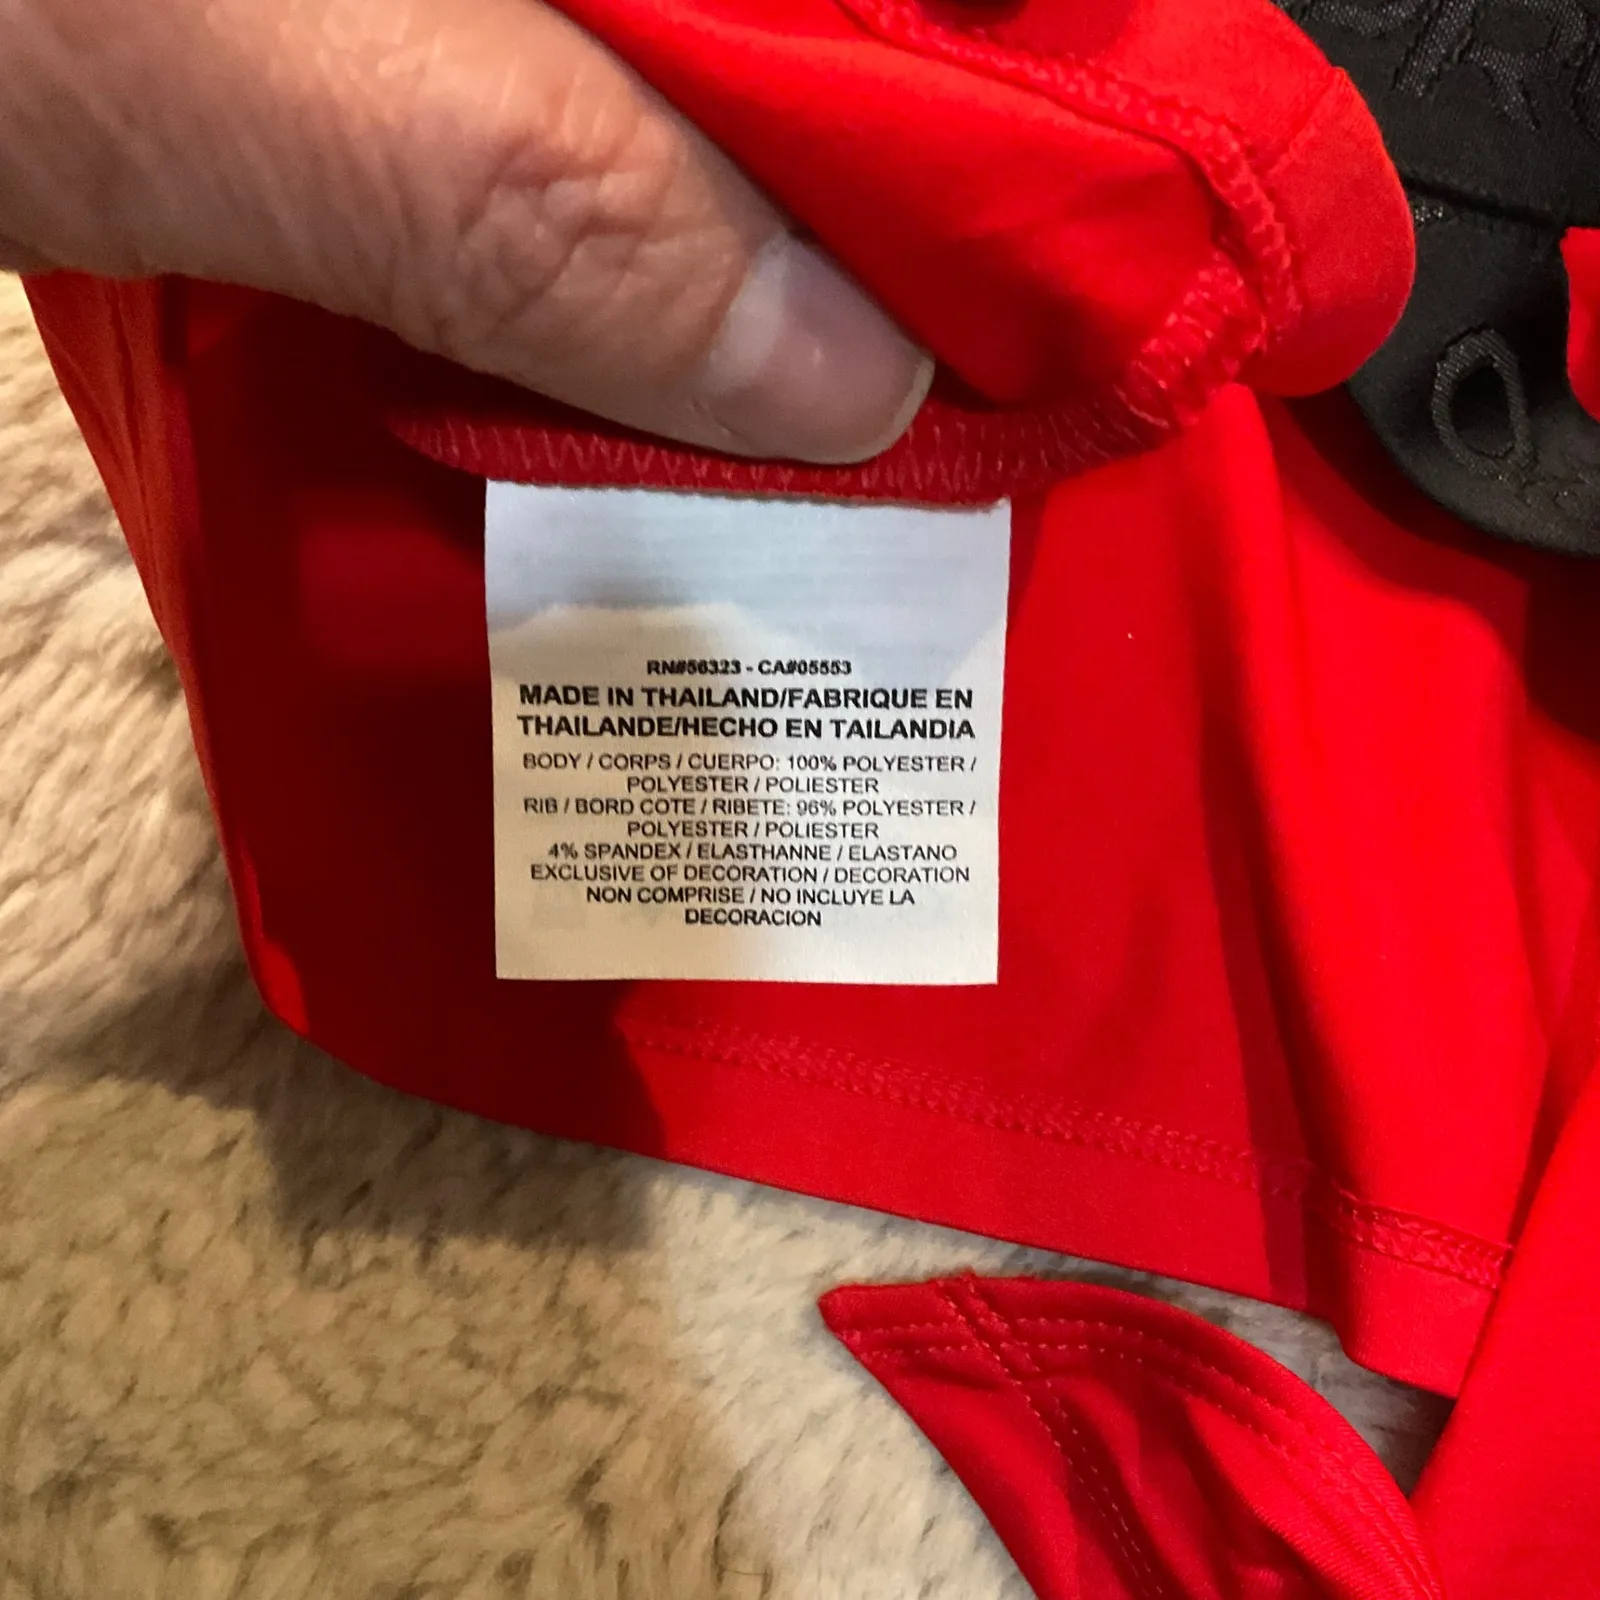 RN#56323 - CA#05553
MADE IN THAILAND/FABRIQUE EN
THAILANDE/HECHO EN TAILANDIA
BODY / CORPS / CUERPO: 100% POLYESTER /
POLYESTER / POLIESTER
RIB / BORD COTE / RIBETE: 96% POLYESTER /
POLYESTER / POLIESTER
4% SPANDEX / ELASTHANNE / ELASTANO
EXCLUSIVE OF DECORATION / DECORATION
NON COMPRISE / NO INCLUYE LA
DECORACION